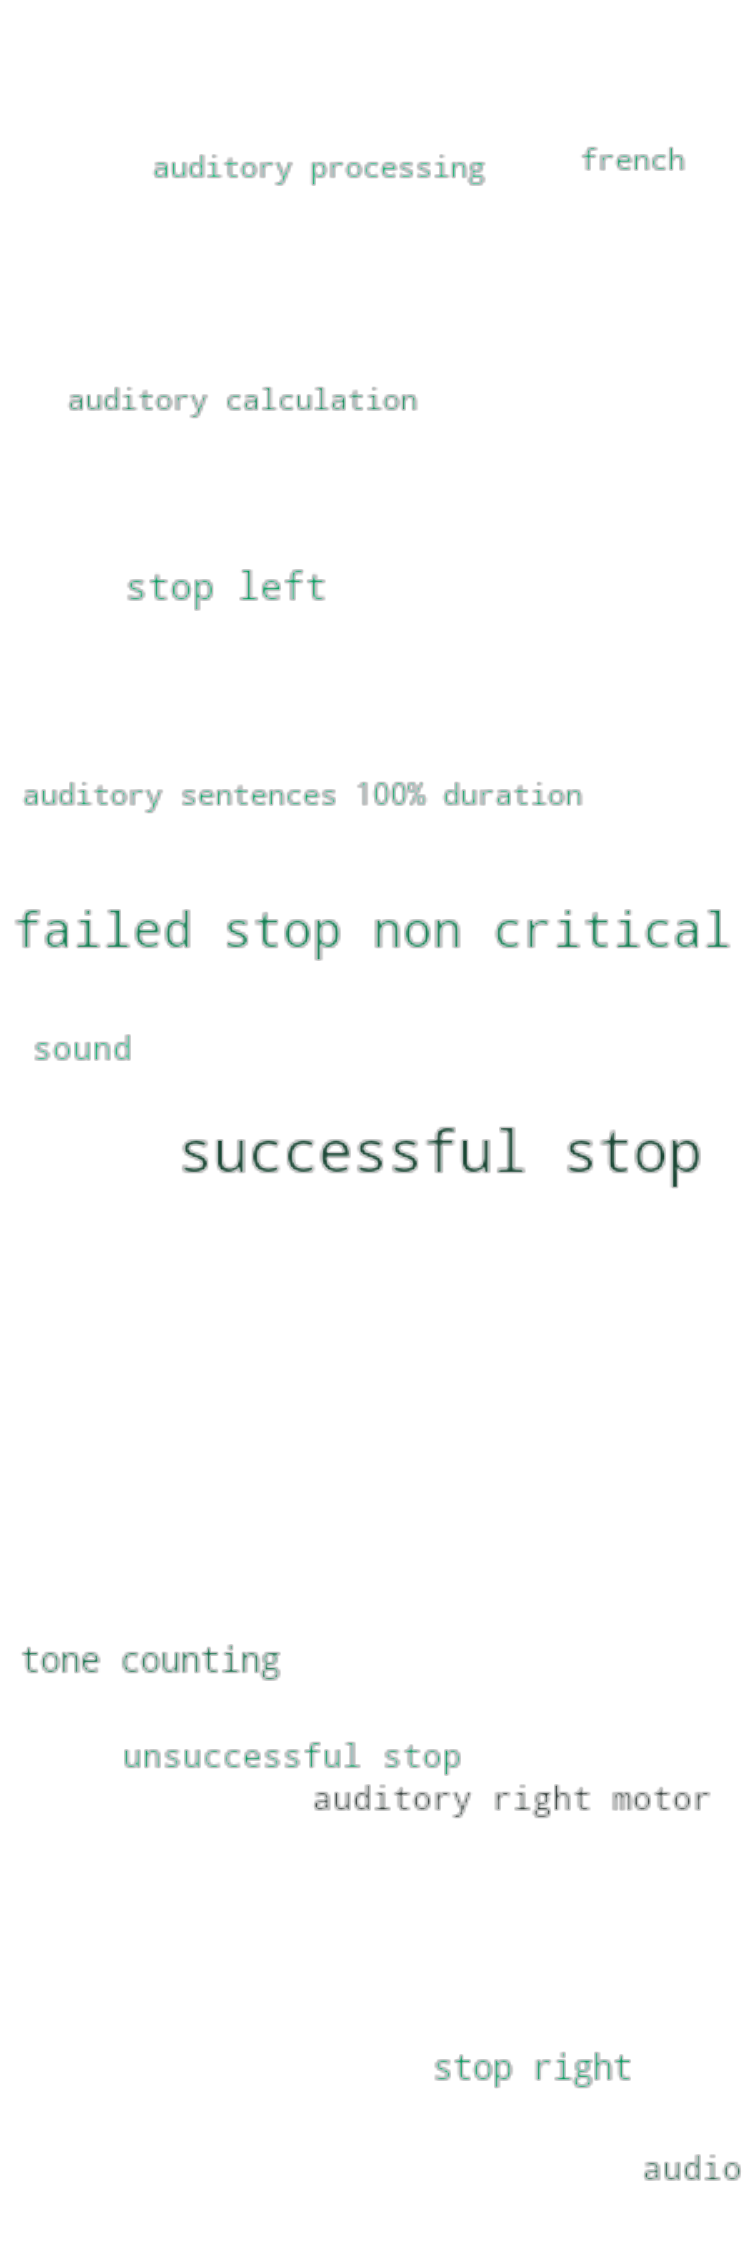 auditory processing
french
auditory calculation
stop left
auditory sentences 100% duration
failed stop non critical
sound
successful stop
tone counting
unsuccessful stop
auditory right motor
stop right
audio